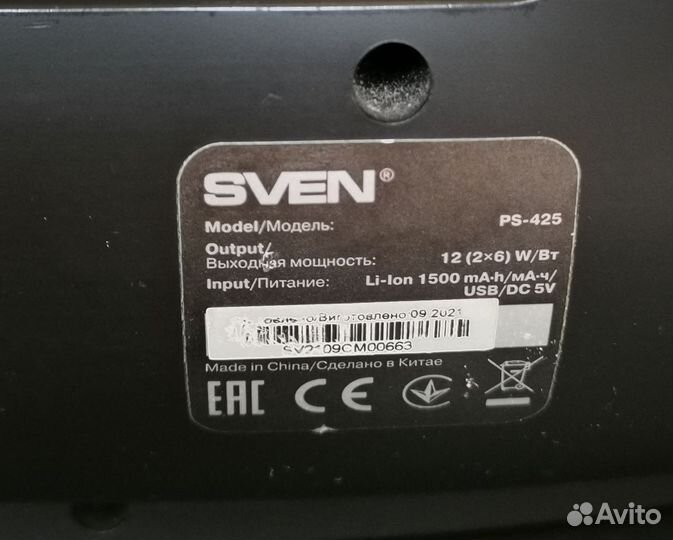 SVEN®
Model/Модель: PS-425
Output/
Выходная мощность: 12 (2×6) W/Вт
Input/Питание: Li-Ion 1500 mA·h/мА·ч/
USB/DC 5V
Виготовлено 09.2021
SV2109CM00663
Made in China/Сделано в Китае
EAC CE
Avito